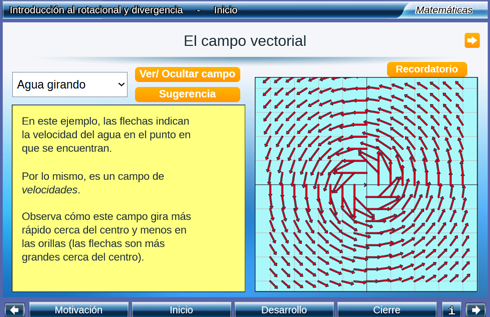 Introducción al rotacional y divergencia - Inicio
Matemáticas
El campo vectorial
Agua girando
Ver/ Ocultar campo
Sugerencia
Recordatorio
En este ejemplo, las flechas indican
la velocidad del agua en el punto en
que se encuentran.
Por lo mismo, es un campo de
velocidades.
Observa cómo este campo gira más
rápido cerca del centro y menos en
las orillas (las flechas son más
grandes cerca del centro).
Motivación
Inicio
Desarrollo
Cierre
i